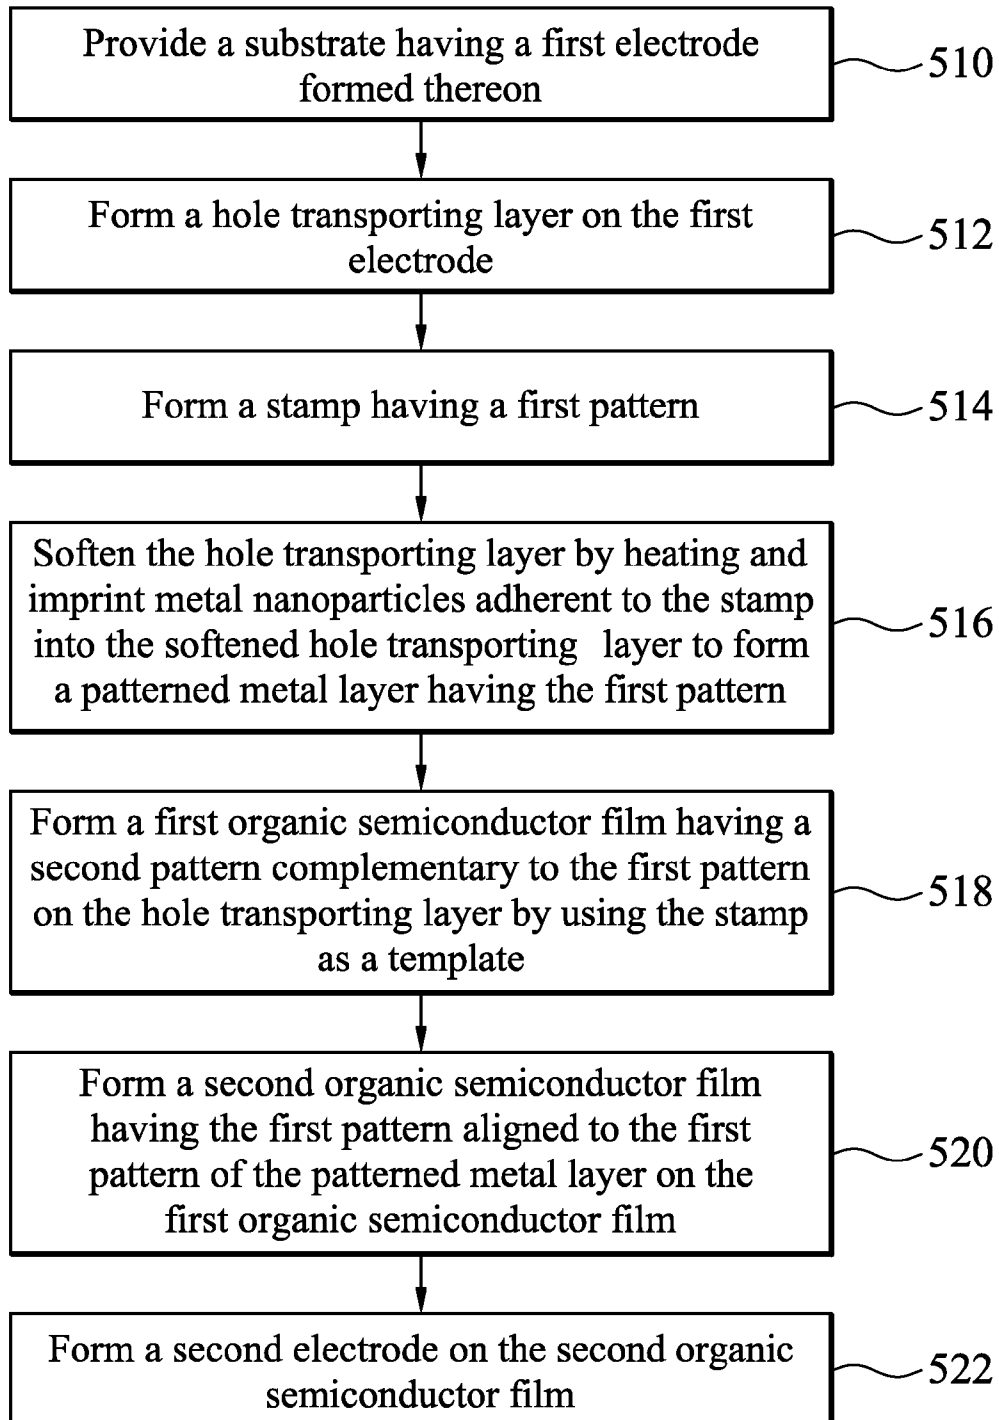 Provide a substrate having a first electrode
formed thereon
510
Form a hole transporting layer on the first
electrode
512
Form a stamp having a first pattern
514
Soften the hole transporting layer by heating and
imprint metal nanoparticles adherent to the stamp
into the softened hole transporting layer to form
a patterned metal layer having the first pattern
516
Form a first organic semiconductor film having a
second pattern complementary to the first pattern
on the hole transporting layer by using the stamp
as a template
518
Form a second organic semiconductor film
having the first pattern aligned to the first
pattern of the patterned metal layer on the
first organic semiconductor film
520
Form a second electrode on the second organic
semiconductor film
522